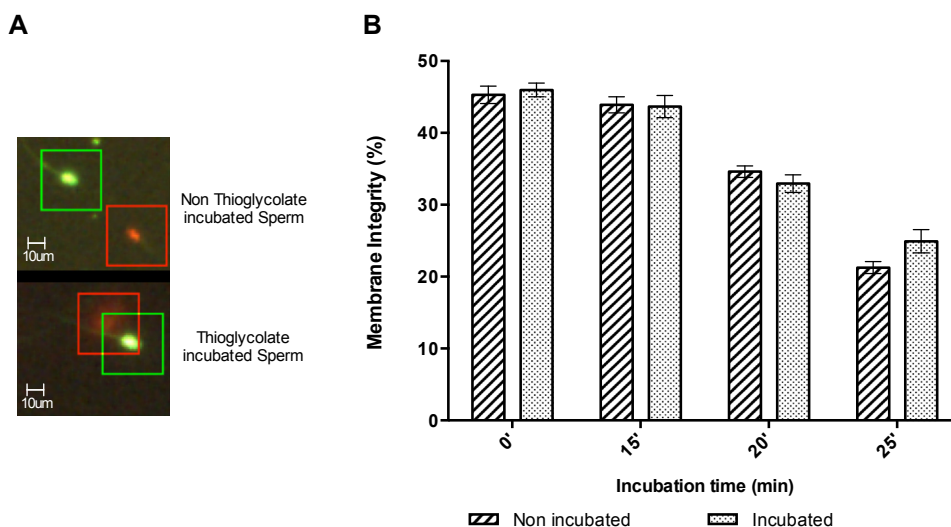 A
Non Thioglycolate
incubated Sperm
10um
Thioglycolate
incubated Sperm
10um
B
Membrane Integrity (%)
50
40
30
20
10
0
0'
15'
20'
25'
Incubation time (min)
Non incubated
Incubated